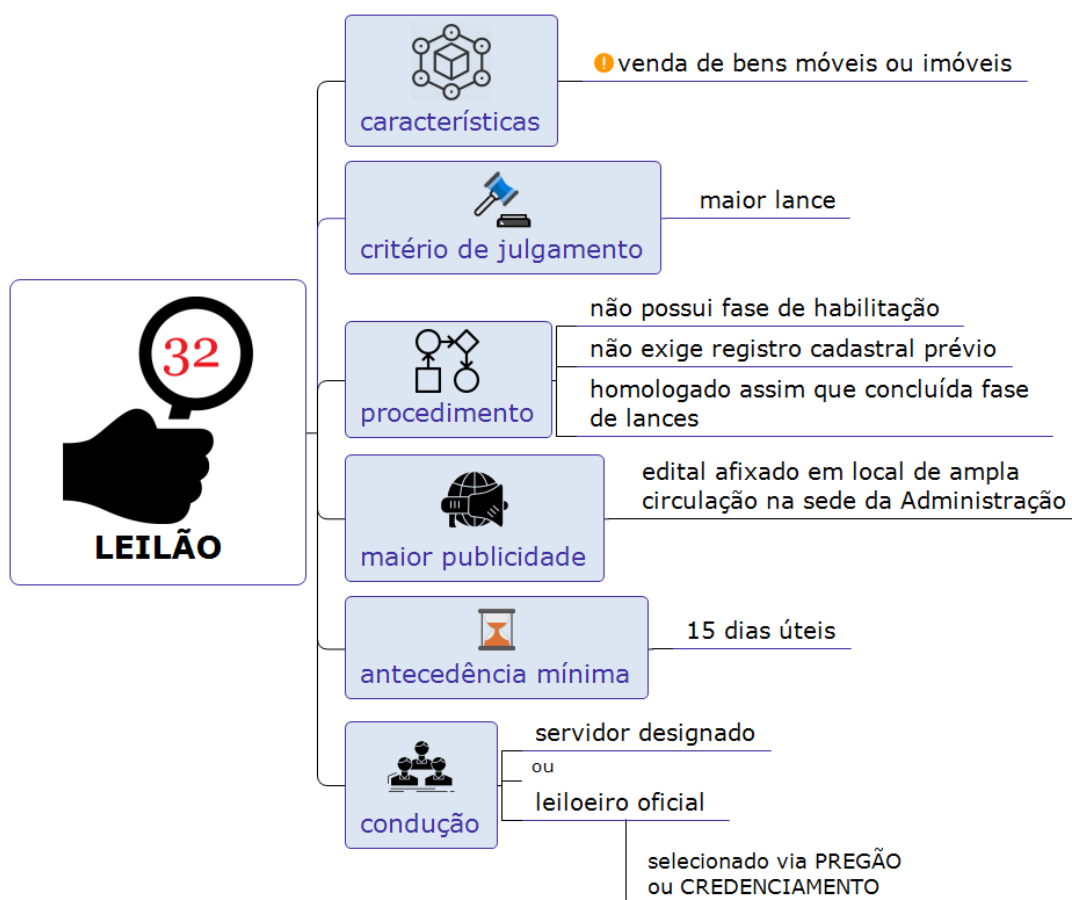 características
venda de bens móveis ou imóveis
critério de julgamento
maior lance
32
LEILÃO
procedimento
não possui fase de habilitação
não exige registro cadastral prévio
homologado assim que concluída fase
de lances
maior publicidade
edital afixado em local de ampla
circulação na sede da Administração
antecedência mínima
15 dias úteis
condução
servidor designado
ou
leiloeiro oficial
selecionado via PREGÃO
ou CREDENCIAMENTO